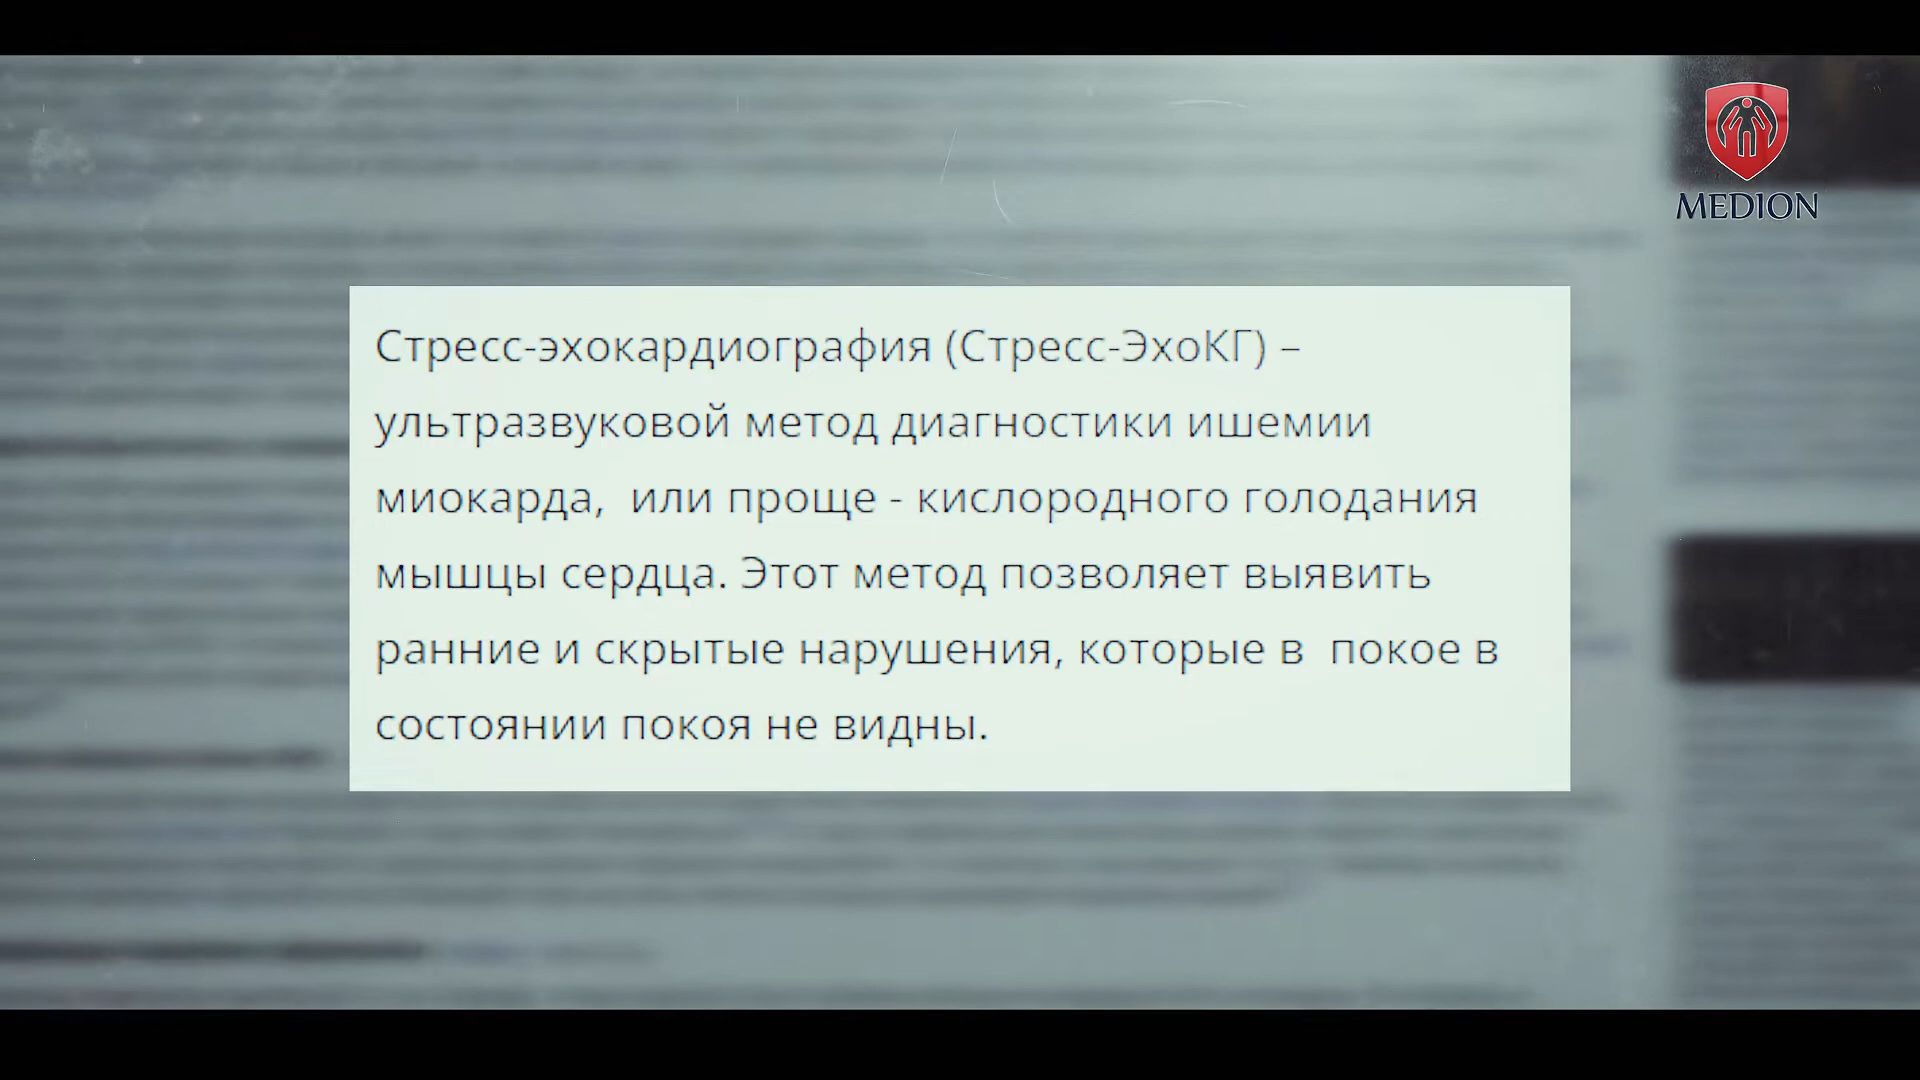 MEDION
Стресс-эхокардиография (Стресс-ЭхоКГ) –
ультразвуковой метод диагностики ишемии
миокарда,  или проще - кислородного голодания
мышцы сердца. Этот метод позволяет выявить
ранние и скрытые нарушения, которые в  покое в
состоянии покоя не видны.